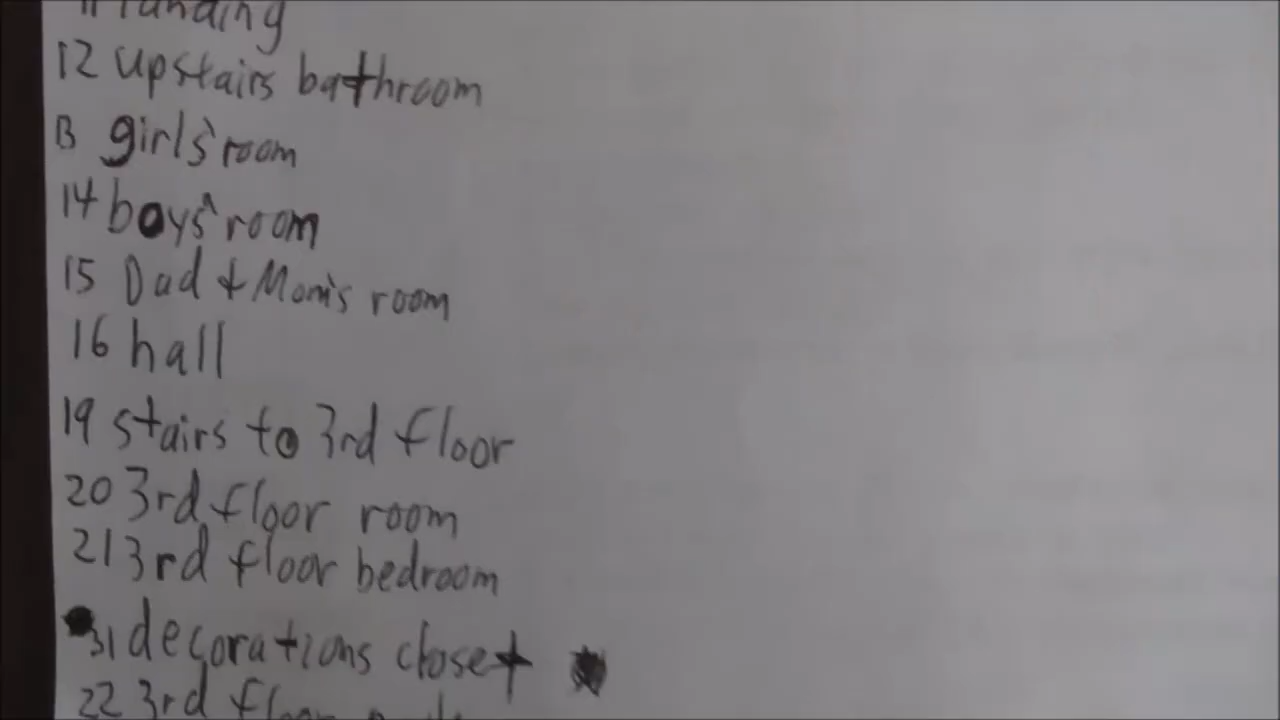 landing
12 upstairs bathroom
13 girls' room
14 boys' room
15 Dad + Mom's room
16 hall
19 stairs to 3rd floor
20 3rd floor room
21 3rd floor bedroom
31 decorations closet
22 3rd floor